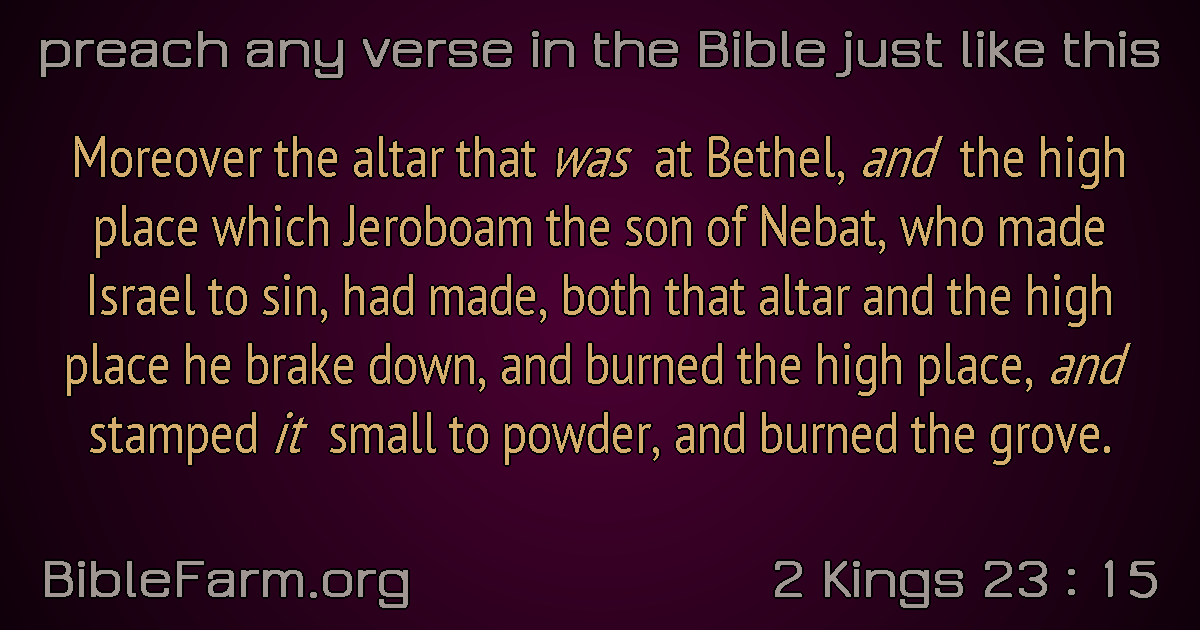 preach any verse in the Bible just like this
Moreover the altar that was at Bethel, and the high
place which Jeroboam the son of Nebat, who made
Israel to sin, had made, both that altar and the high
place he brake down, and burned the high place, and
stamped it small to powder, and burned the grove.
BibleFarm.org
2 Kings 23 : 15